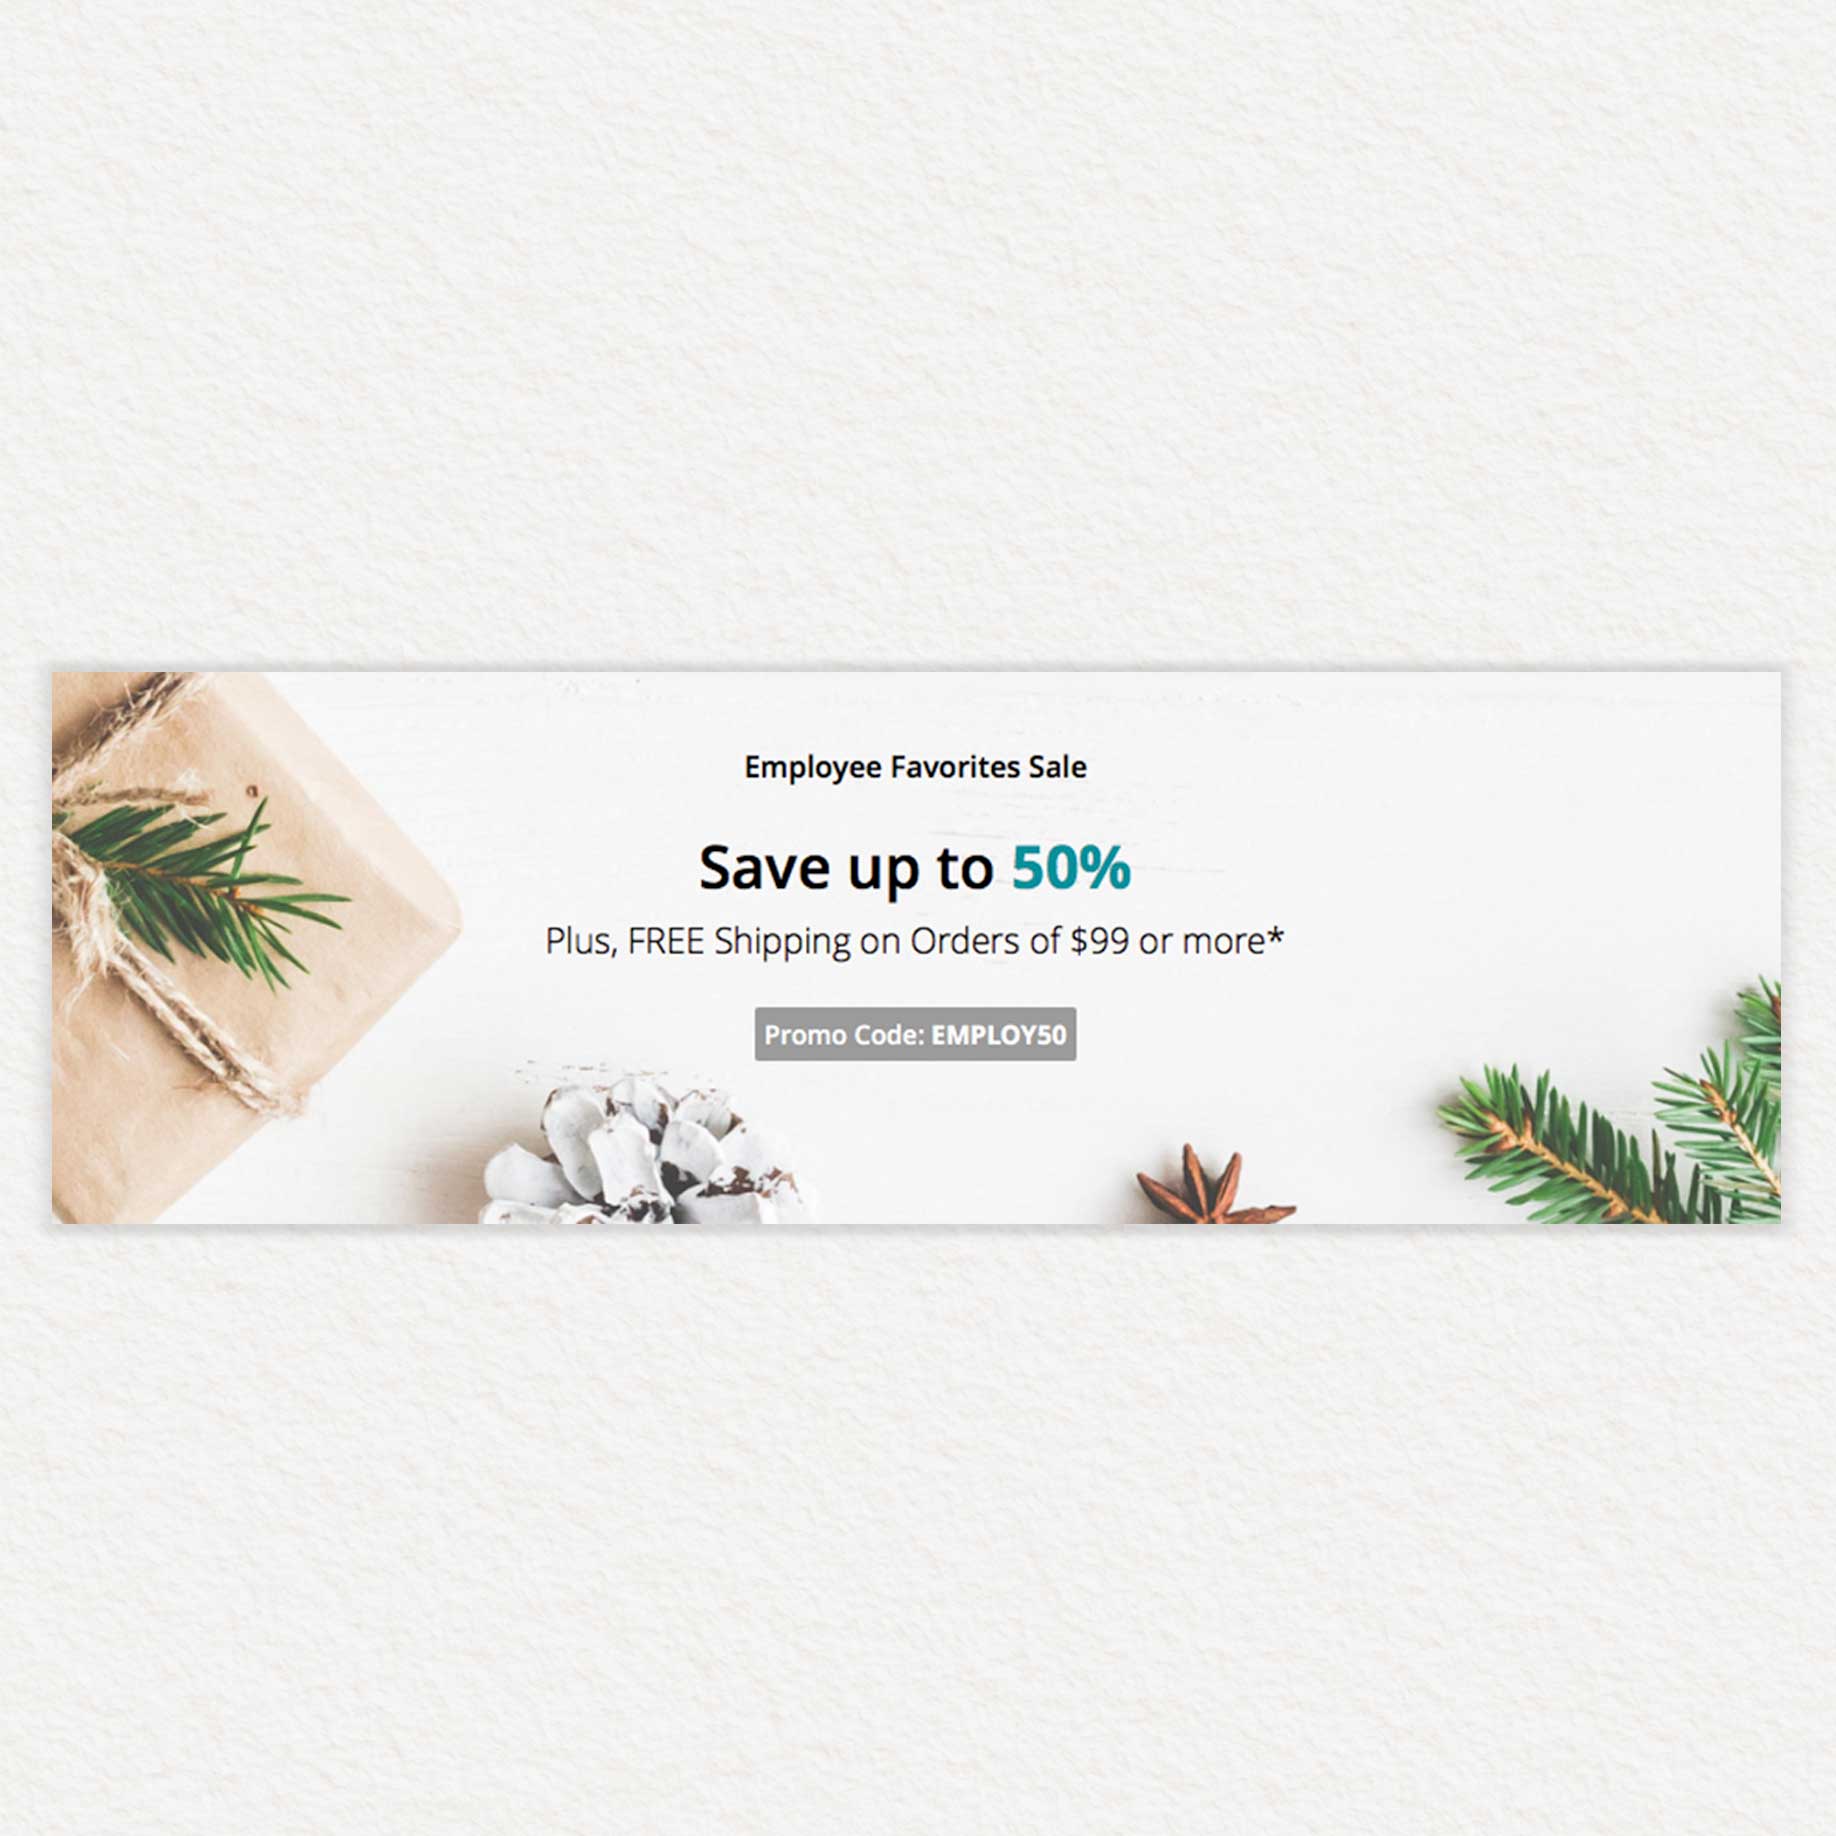 Employee Favorites Sale
Save up to 50%
Plus, FREE Shipping on Orders of $99 or more*
Promo Code: EMPLOY50